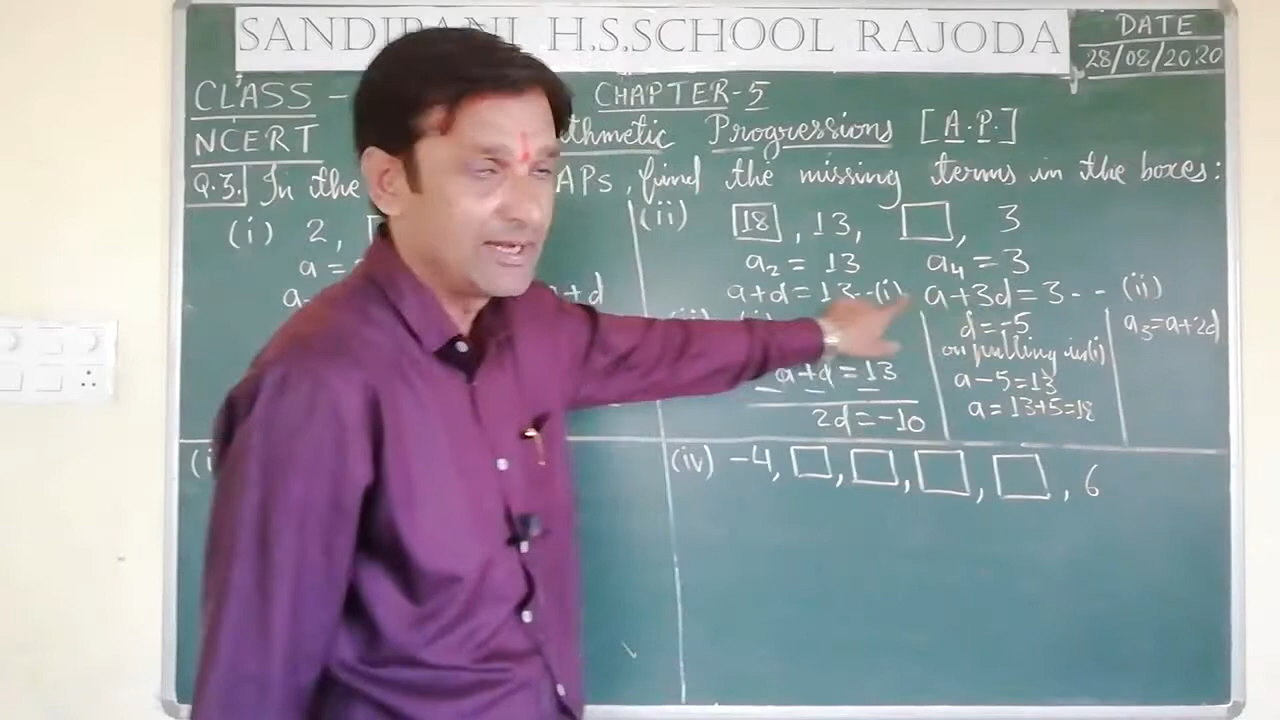 SANDIPANI H.S.SCHOOL RAJODA
DATE
28/08/2020
CLASS -
CHAPTER-5
NCERT
thmetic Progressions [A.P.]
Q.3. In the APs, find the missing terms in the boxes:
(i) 2,
a =
a
+d
(ii) 18, 13, □, 3
a₂ = 13 a₄ = 3
a+d = 13--(i) a+3d = 3-- (ii)
a+d = 13
2d = -10
d = -5
on putting in (i)
a-5=13
a=13+5=18
a₃=a+2d
(iv) -4, □, □, □, □, 6